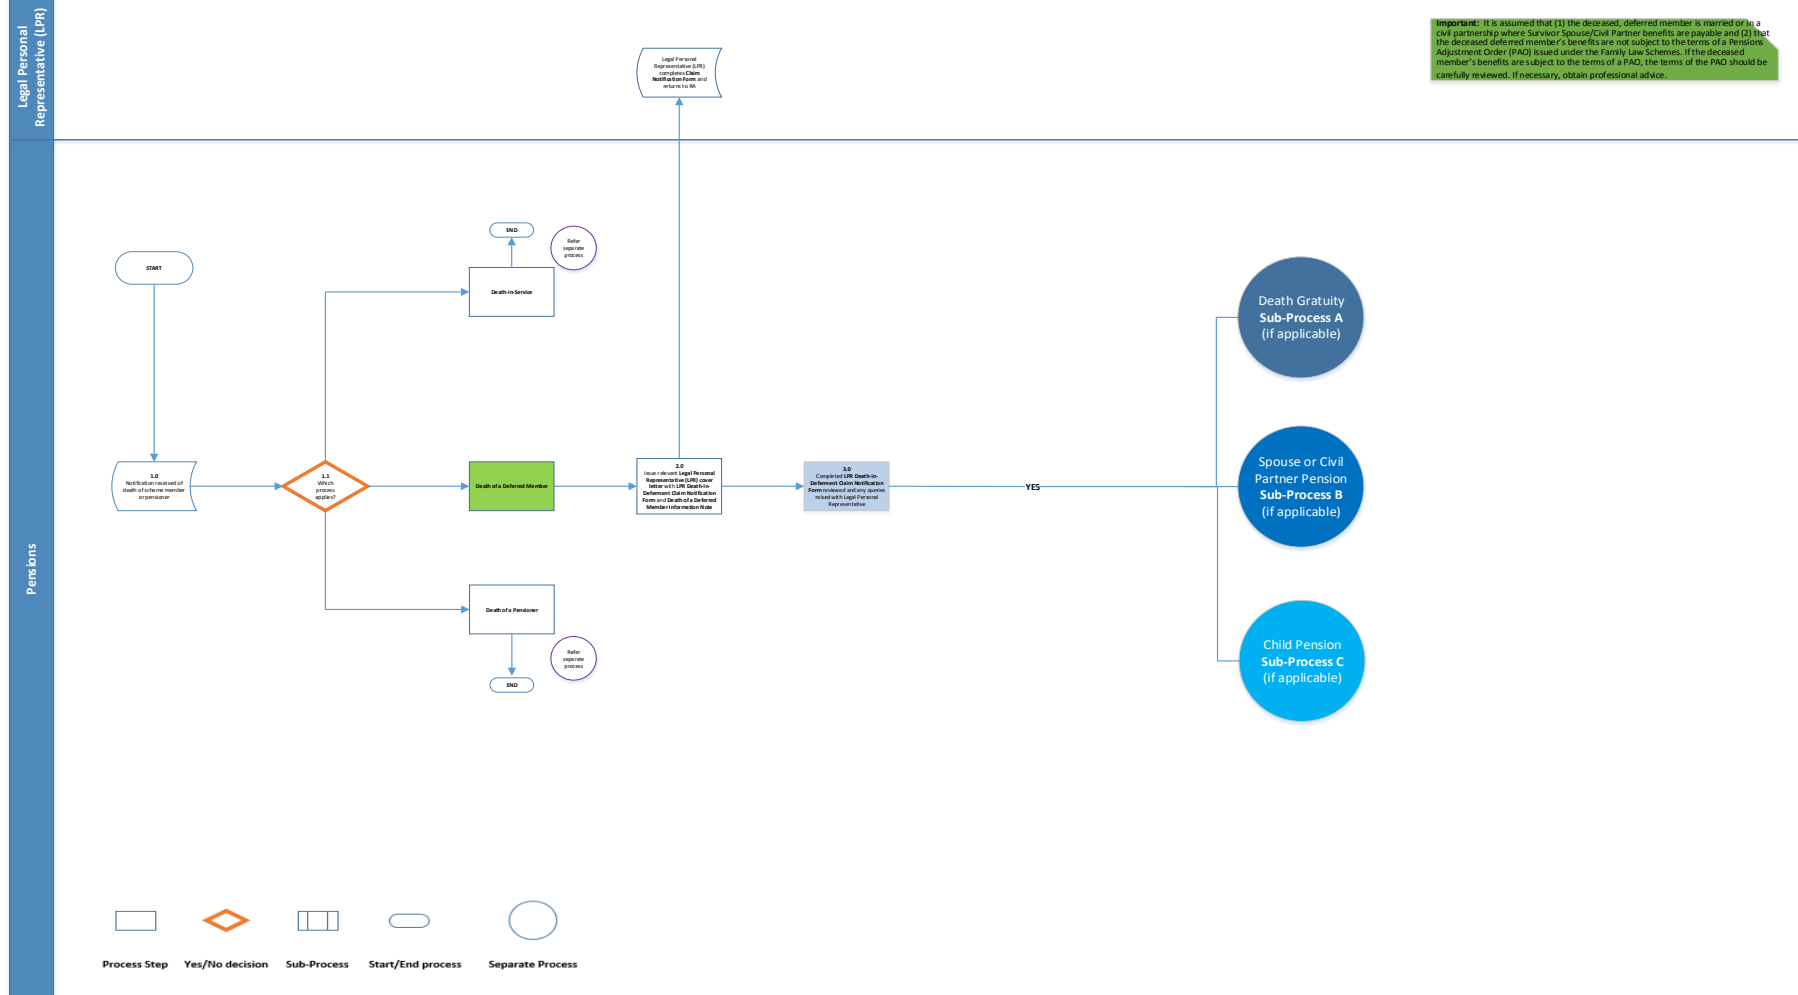 Legal Personal
Representative (LPR)
Important: It is assumed that (1) the deceased, deferred member is married or in a
civil partnership where Survivor Spouse/Civil Partner benefits are payable and (2) that
the deceased deferred member's benefits are not subject to the terms of a Pensions
Adjustment Order (PAO) issued under the Family Law Schemes. If the deceased
member's benefits are subject to the terms of a PAO, the terms of the PAO should be
carefully reviewed. If necessary, obtain professional advice.
Legal Personal
Representative (LPR)
completes Claim
Notification Form and
returns to RA
Pensions
START
END
Refer
separate
process
Death-in-Service
1.0
Notification received of
death of scheme member
or pensioner
1.1
Which
process
applies?
Death of a Deferred Member
2.0
Issue relevant Legal Personal
Representative (LPR) cover
letter with LPR Death-in-
Deferment Claim Notification
Form and Death of a Deferred
Member Information Note
3.0
Completed LPR Death-in-
Deferment Claim Notification
Form reviewed and any queries
raised with Legal Personal
Representative
YES
Death Gratuity
Sub-Process A
(if applicable)
Spouse or Civil
Partner Pension
Sub-Process B
(if applicable)
Child Pension
Sub-Process C
(if applicable)
Death of a Pensioner
Refer
separate
process
END
Process Step
Yes/No decision
Sub-Process
Start/End process
Separate Process